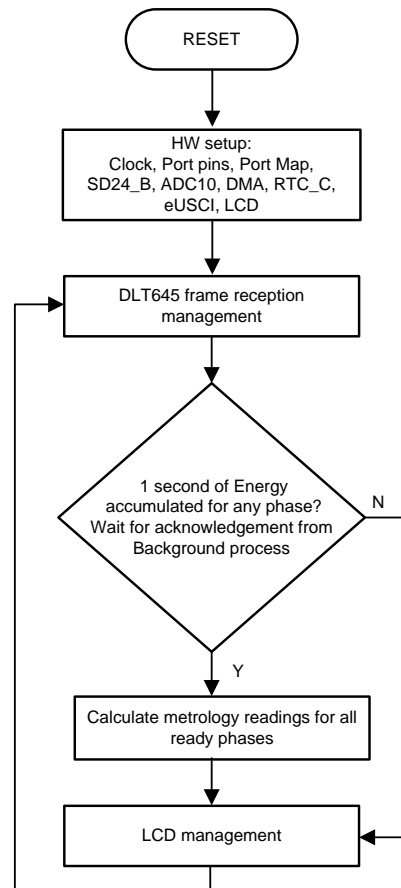 RESET
HW setup:
Clock, Port pins, Port Map,
SD24_B, ADC10, DMA, RTC_C,
eUSCI, LCD
DLT645 frame reception
management
1 second of Energy
accumulated for any phase?
Wait for acknowledgement from
Background process
N
Y
Calculate metrology readings for all
ready phases
LCD management